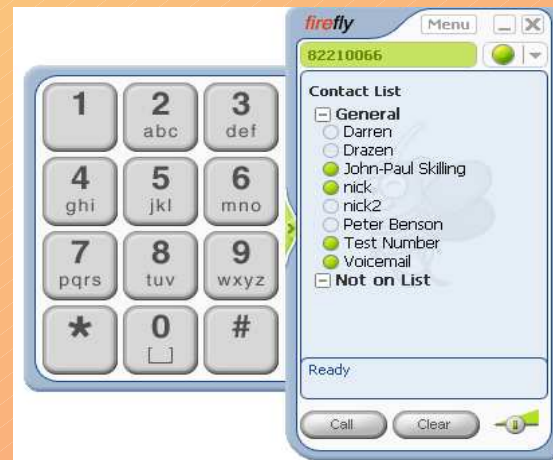 1
2
abc
3
def
4
ghi
5
jkl
6
mno
7
pqrs
8
tuv
9
wxyz
*
0
[_]
#
firefly
Menu
82210066
Contact List
General
Darren
Drazen
John-Paul Skilling
nick
nick2
Peter Benson
Test Number
Voicemail
Not on List
Ready
Call
Clear